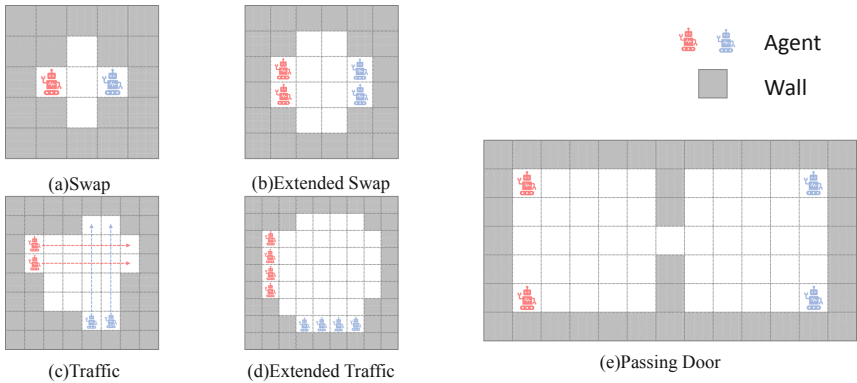 Agent
Wall
(a)Swap
(b)Extended Swap
(c)Traffic
(d)Extended Traffic
(e)Passing Door